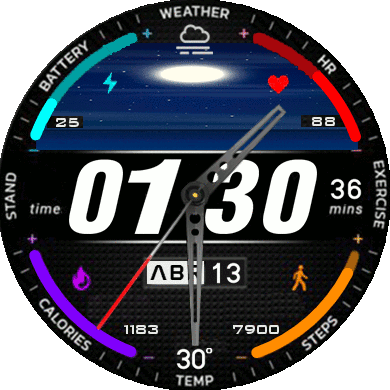 WEATHER
BATTERY
HR
25
88
STAND
EXERCISE
time
01 30
36
mins
ABR 13
CALORIES
STEPS
1183
7900
30°
TEMP